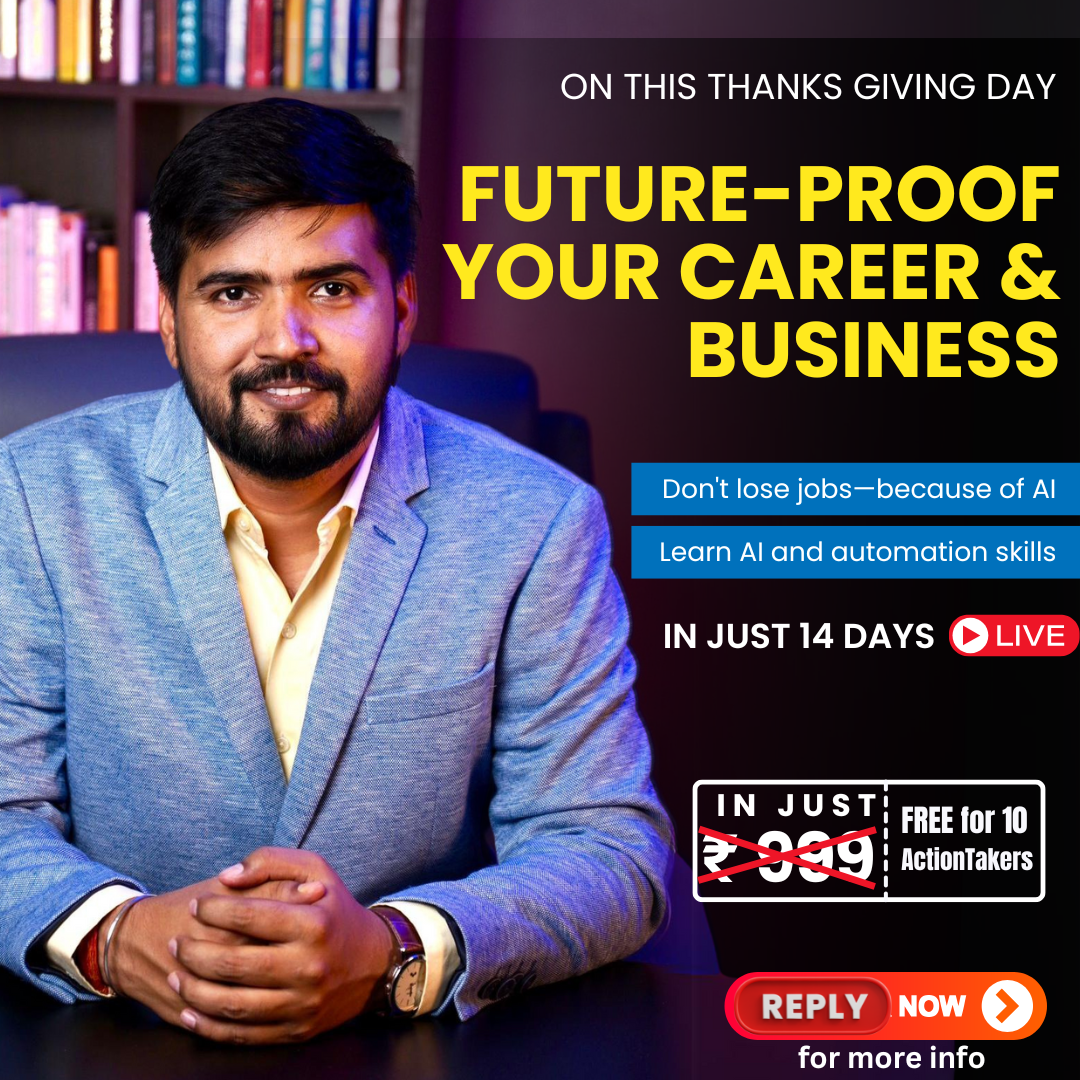 ON THIS THANKS GIVING DAY
FUTURE-PROOF
YOUR CAREER &
BUSINESS
Don't lose jobs—because of AI
Learn AI and automation skills
IN JUST 14 DAYS LIVE
IN JUST
₹ 999
FREE for 10
ActionTakers
REPLY NOW
for more info